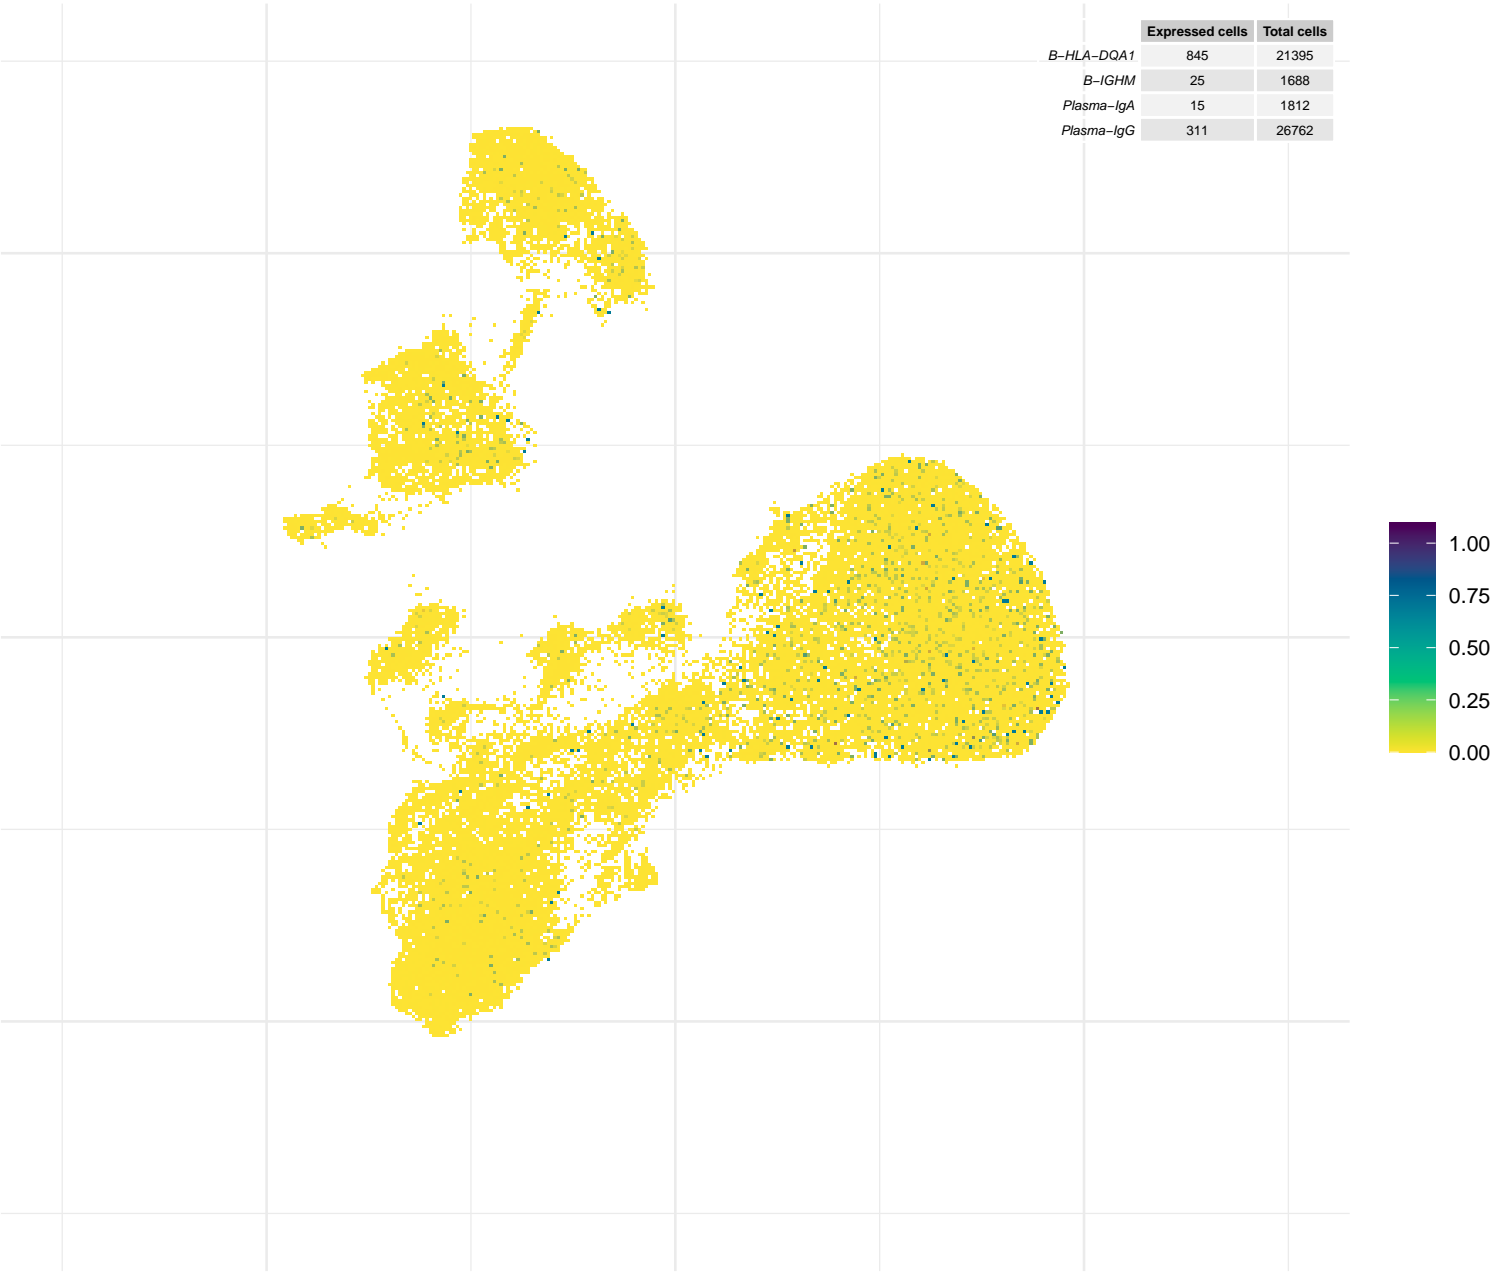 Expressed cells Total cells
B−HLA−DQA1 845 21395
B−IGHM 25 1688
Plasma−IgA 15 1812
Plasma−IgG 311 26762
1.00
0.75
0.50
0.25
0.00